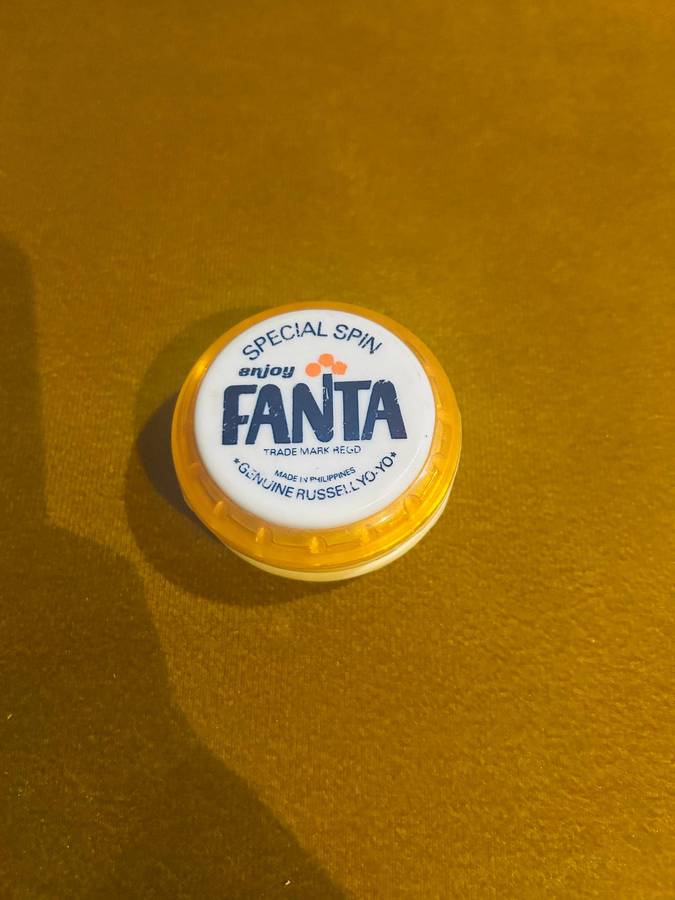 SPECIAL SPIN
enjoy
FANTA
TRADE MARK REGD
MADE IN PHILIPPINES
★GENUINE RUSSELL YO-YO★